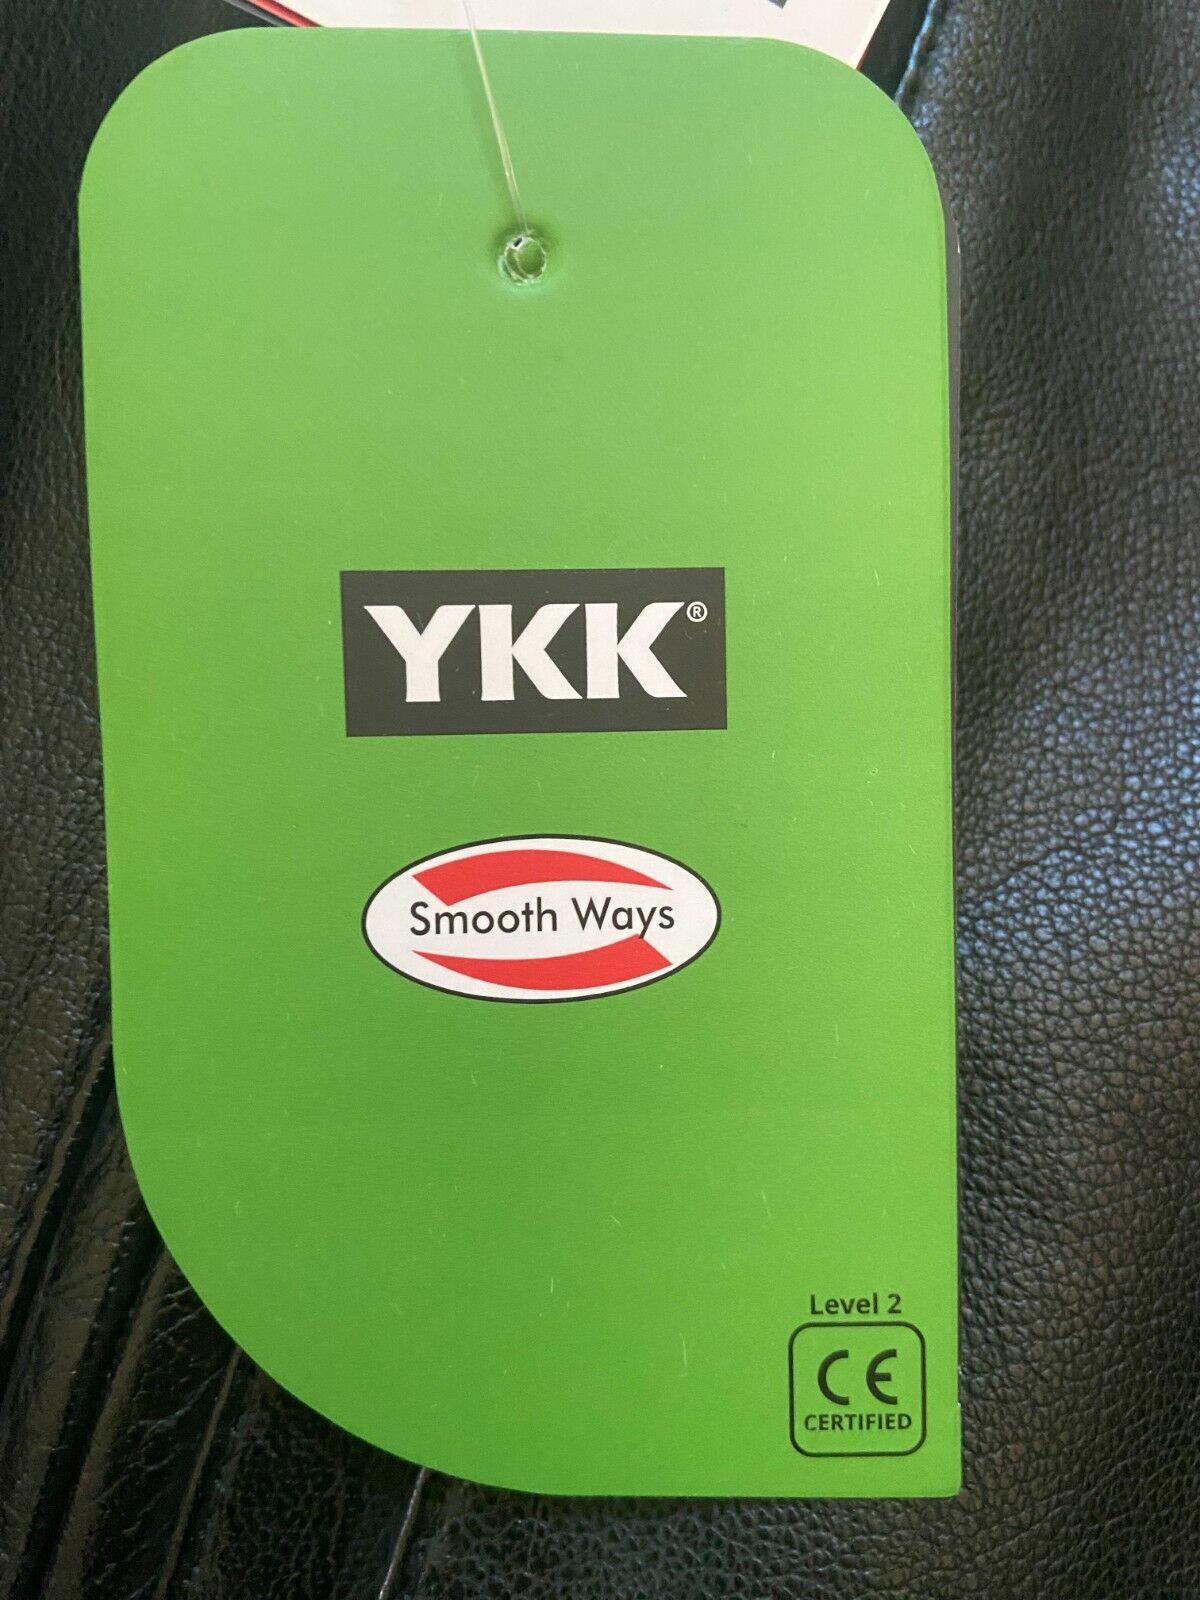 YKK®
Smooth Ways
Level 2
CE
CERTIFIED